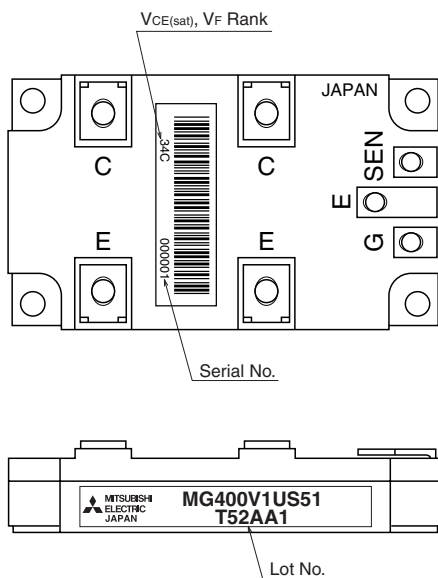 VCE(sat), VF Rank
JAPAN
C
C
SEN
E
G
34C
000001
E
E
Serial No.
MITSUBISHI
ELECTRIC
JAPAN
MG400V1US51
T52AA1
Lot No.